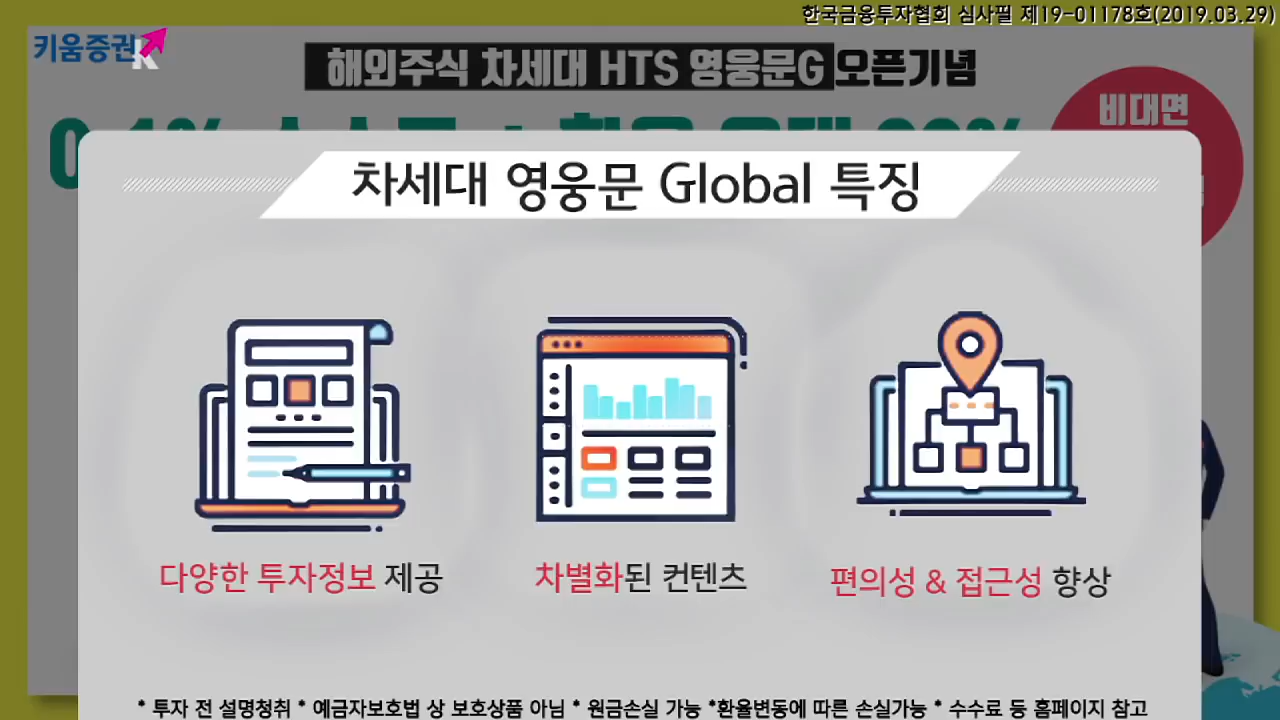 한국금융투자협회 심사필 제19-01178호(2019.03.29)
키움증권
해외주식 차세대 HTS 영웅문G 오픈기념
비대면
차세대 영웅문 Global 특징
다양한 투자정보 제공
차별화된 컨텐츠
편의성 & 접근성 향상
* 투자 전 설명청취 * 예금자보호법 상 보호상품 아님 * 원금손실 가능 *환율변동에 따른 손실가능 * 수수료 등 홈페이지 참고